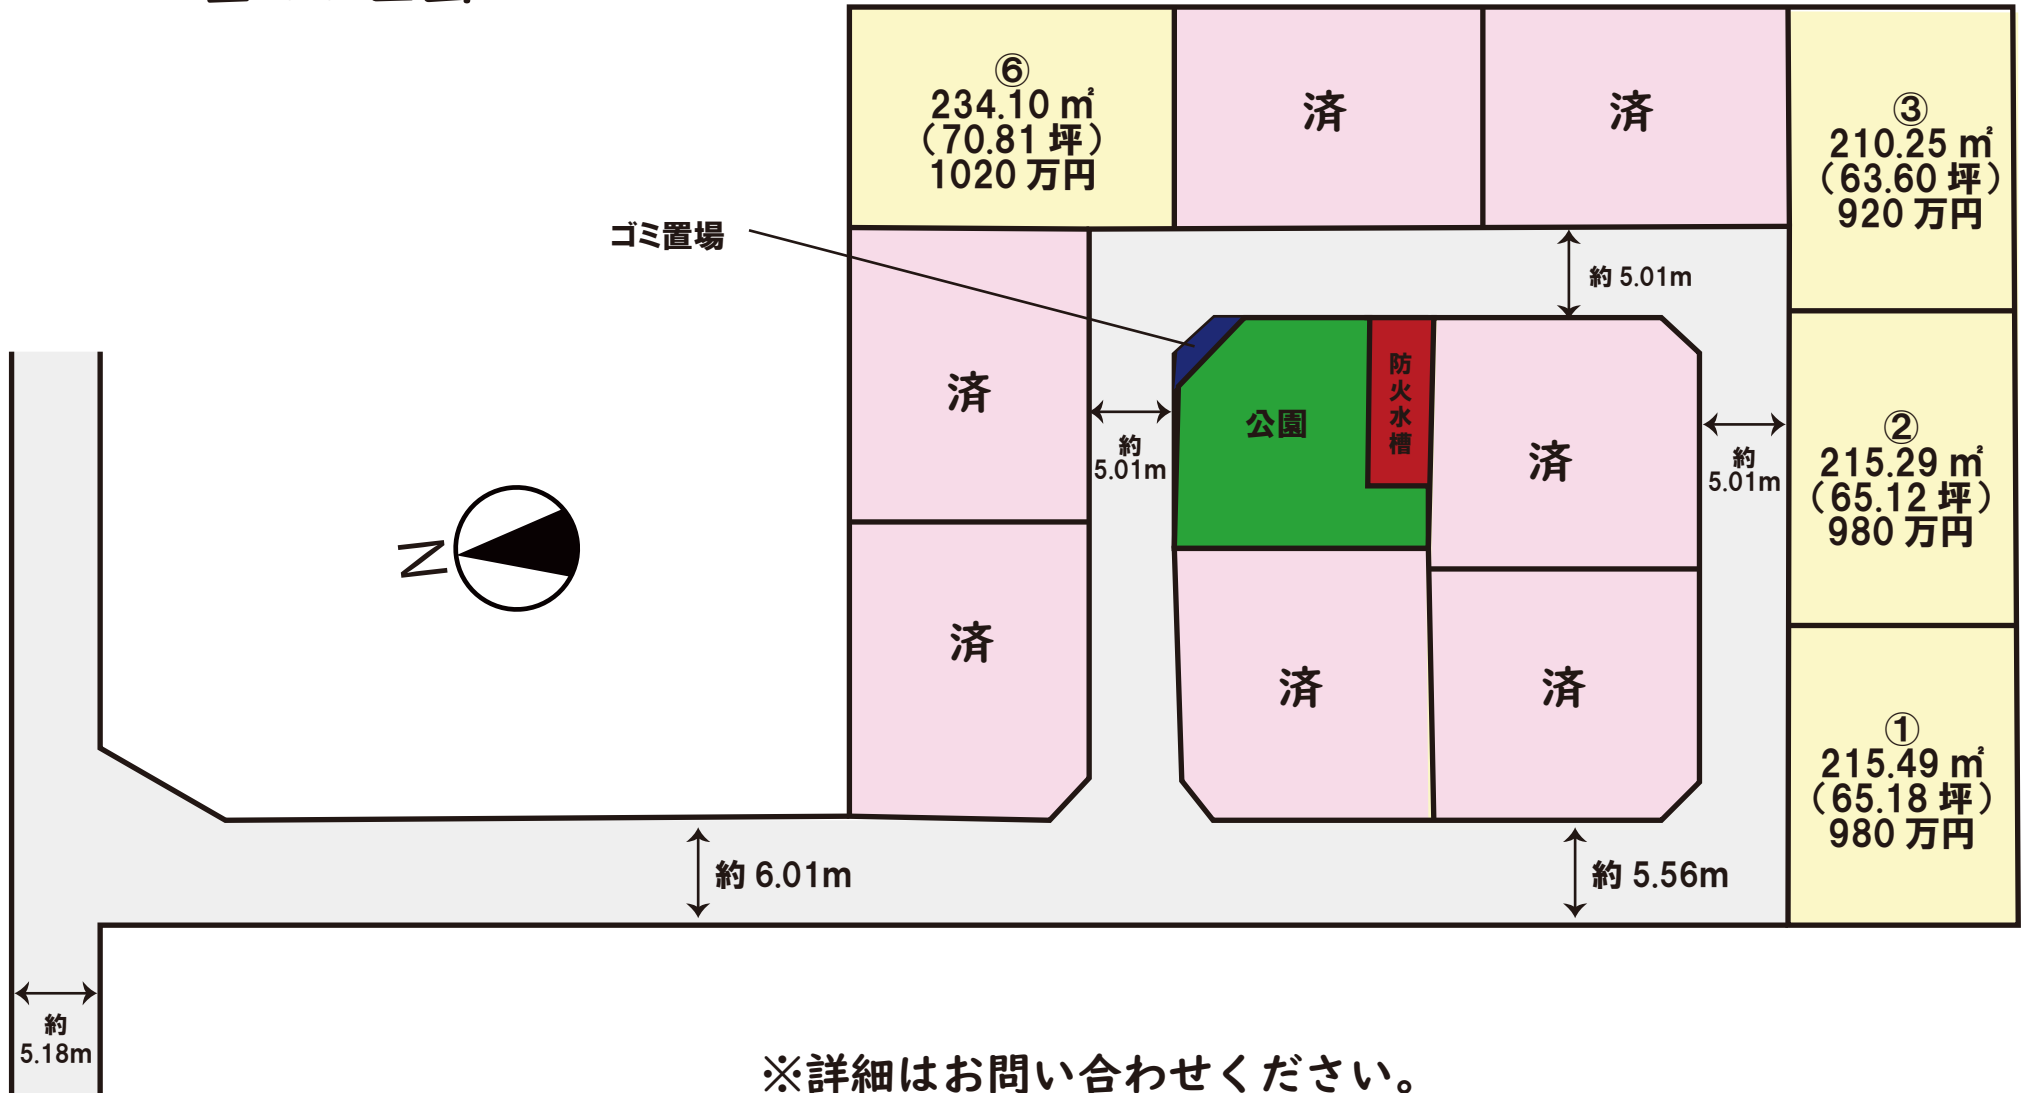 ⑥
234.10 ㎡
（70.81 坪）
1020 万円
済
済
③
210.25 ㎡
（63.60 坪）
920 万円
ゴミ置場
約 5.01m
済
約
5.01m
公園
防火水槽
済
約
5.01m
②
215.29 ㎡
（65.12 坪）
980 万円
N
済
済
済
①
215.49 ㎡
（65.18 坪）
980 万円
約 6.01m
約 5.56m
約
5.18m
※詳細はお問い合わせください。